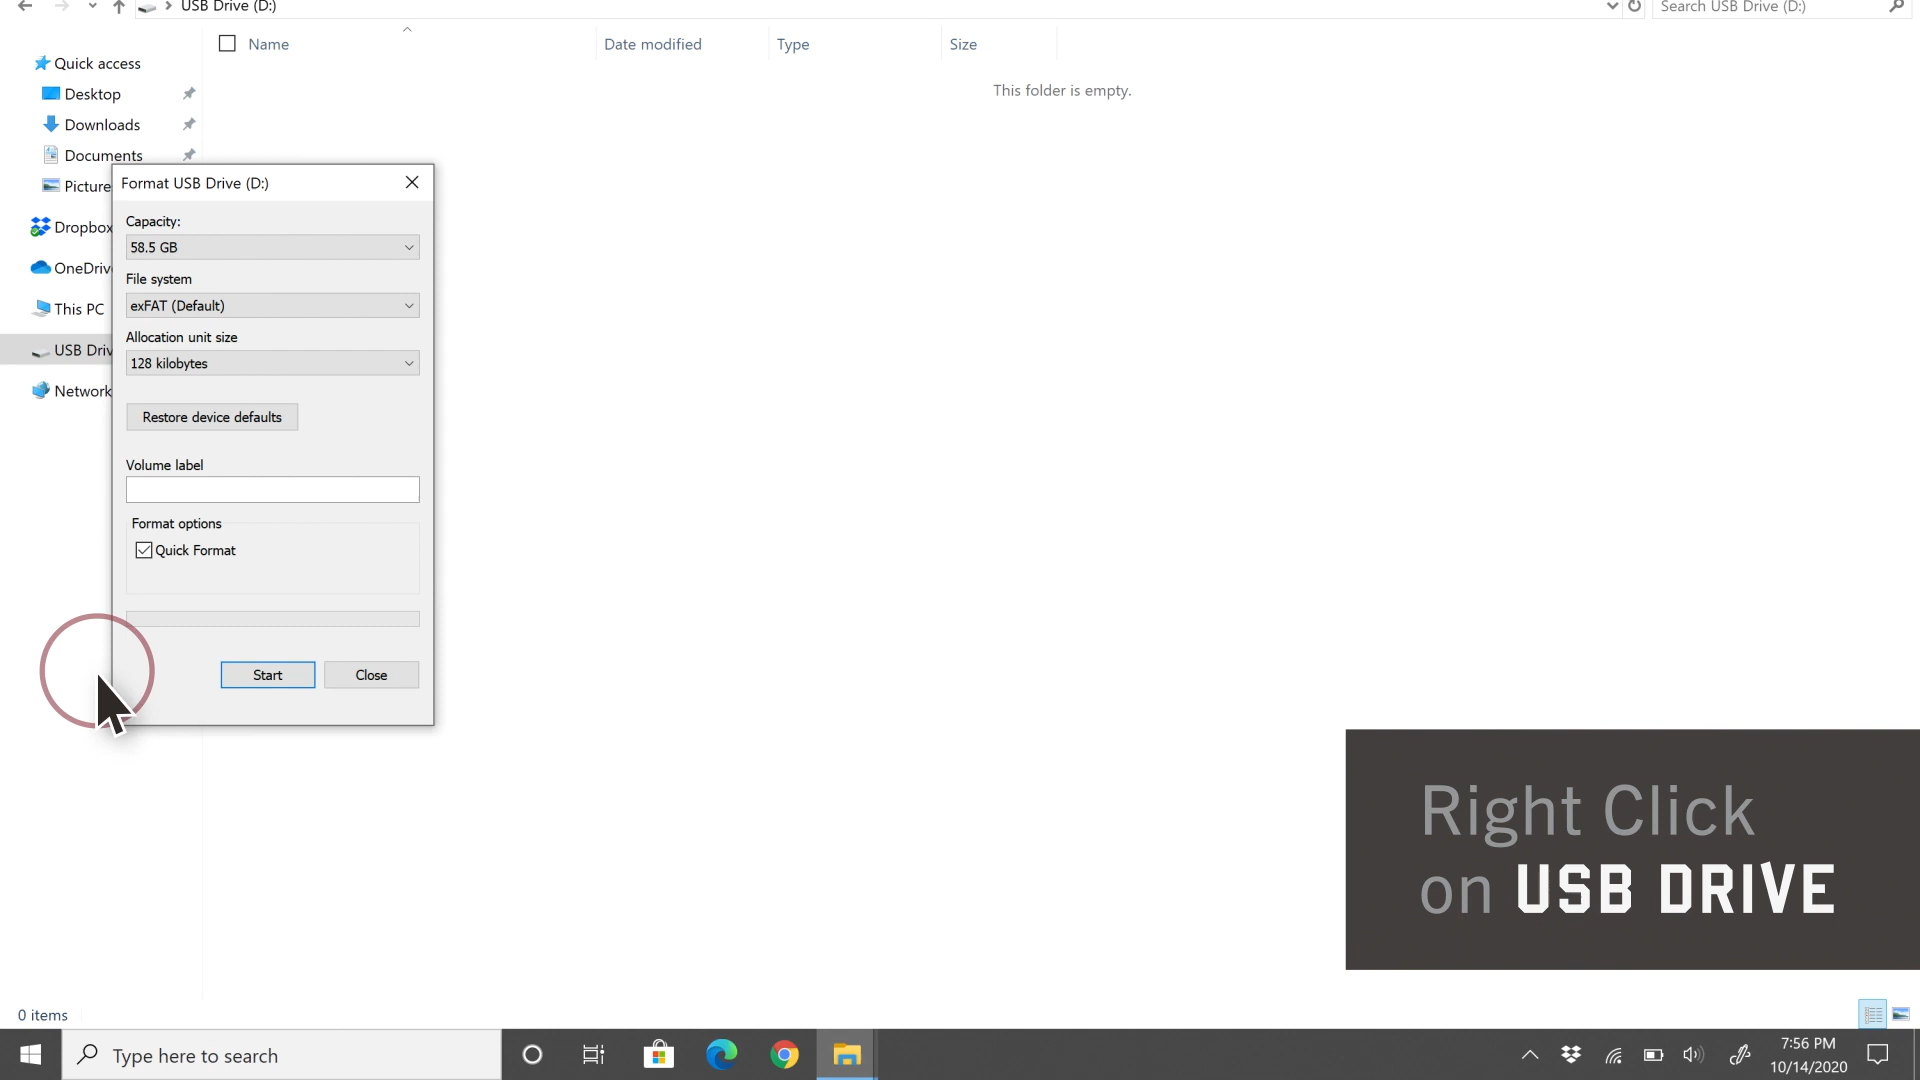 USB Drive (D:)
Search USB Drive (D:)
Name
Date modified
Type
Size
This folder is empty.
Quick access
Desktop
Downloads
Documents
Picture
Dropbox
OneDriv
This PC
USB Driv
Network
Format USB Drive (D:)
Capacity:
58.5 GB
File system
exFAT (Default)
Allocation unit size
128 kilobytes
Restore device defaults
Volume label
Format options
Quick Format
Start
Close
Right Click
on USB DRIVE
0 items
Type here to search
7:56 PM
10/14/2020